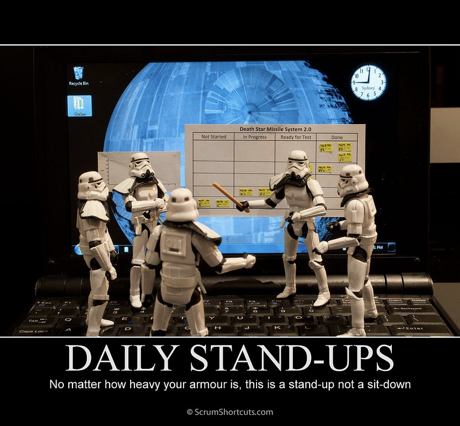 Recycle Bin
Death Star Missile System 2.0
Not Started In Progress Ready for Test Done
DAILY STAND-UPS
No matter how heavy your armour is, this is a stand-up not a sit-down
© ScrumShortcuts.com